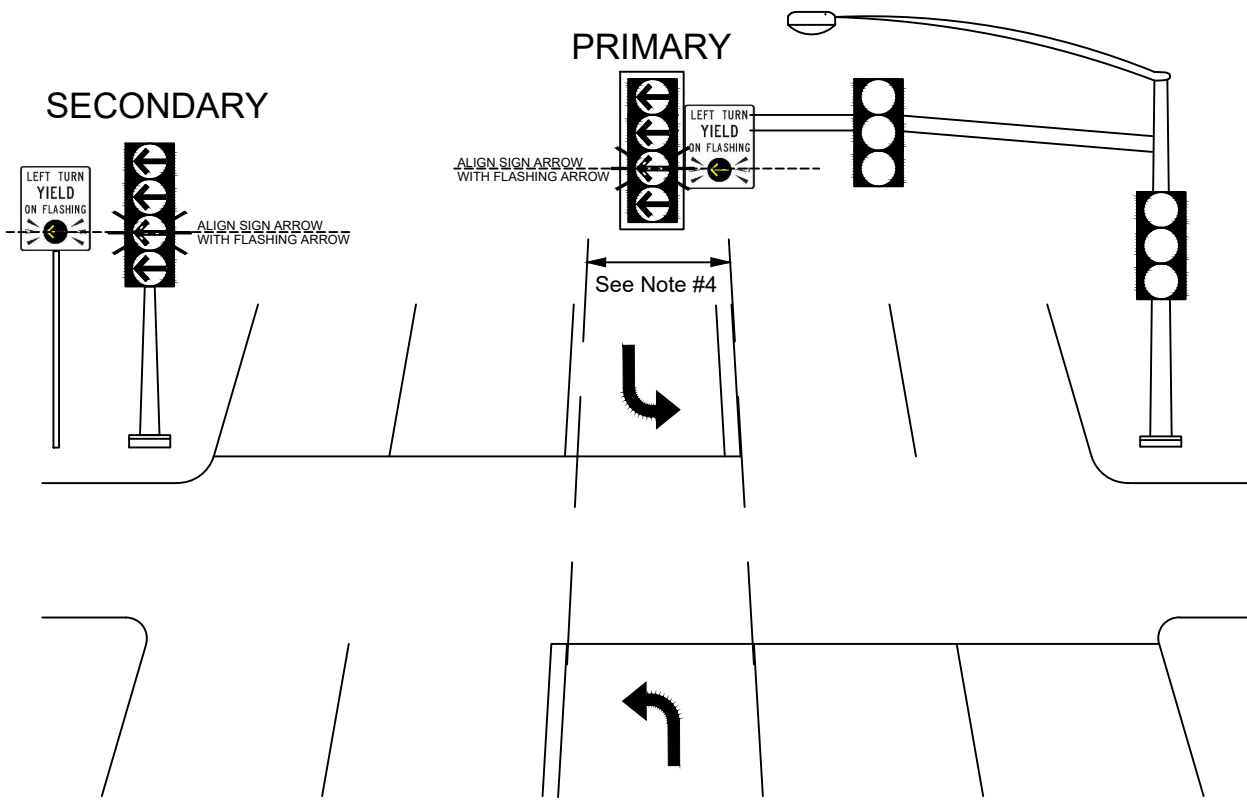 PRIMARY
SECONDARY
LEFT TURN
YIELD
ON FLASHING
ALIGN SIGN ARROW
WITH FLASHING ARROW
LEFT TURN
YIELD
ON FLASHING
ALIGN SIGN ARROW
WITH FLASHING ARROW
See Note #4